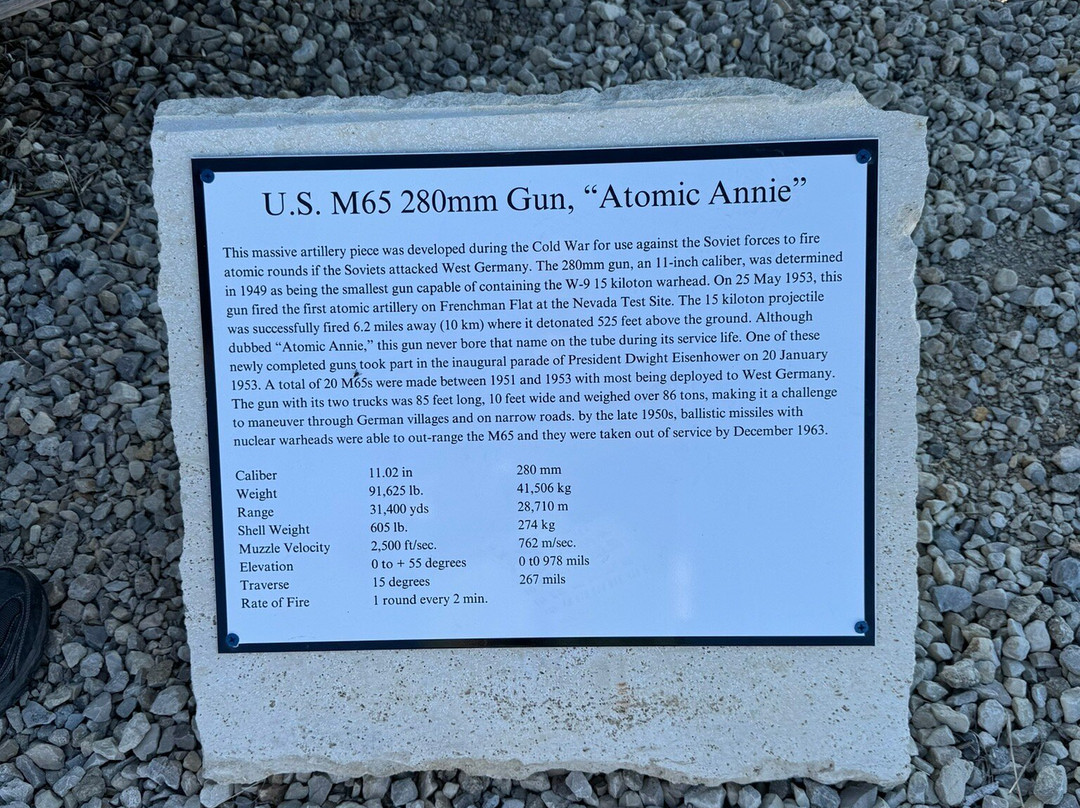 U.S. M65 280mm Gun, “Atomic Annie”
This massive artillery piece was developed during the Cold War for use against the Soviet forces to fire
atomic rounds if the Soviets attacked West Germany. The 280mm gun, an 11-inch caliber, was determined
in 1949 as being the smallest gun capable of containing the W-9 15 kiloton warhead. On 25 May 1953, this
gun fired the first atomic artillery on Frenchman Flat at the Nevada Test Site. The 15 kiloton projectile
was successfully fired 6.2 miles away (10 km) where it detonated 525 feet above the ground. Although
dubbed “Atomic Annie,” this gun never bore that name on the tube during its service life. One of these
newly completed guns took part in the inaugural parade of President Dwight Eisenhower on 20 January
1953. A total of 20 M65s were made between 1951 and 1953 with most being deployed to West Germany.
The gun with its two trucks was 85 feet long, 10 feet wide and weighed over 86 tons, making it a challenge
to maneuver through German villages and on narrow roads. by the late 1950s, ballistic missiles with
nuclear warheads were able to out-range the M65 and they were taken out of service by December 1963.
Caliber 11.02 in 280 mm
Weight 91,625 lb. 41,506 kg
Range 31,400 yds 28,710 m
Shell Weight 605 lb. 274 kg
Muzzle Velocity 2,500 ft/sec. 762 m/sec.
Elevation 0 to + 55 degrees 0 t0 978 mils
Traverse 15 degrees 267 mils
Rate of Fire 1 round every 2 min.